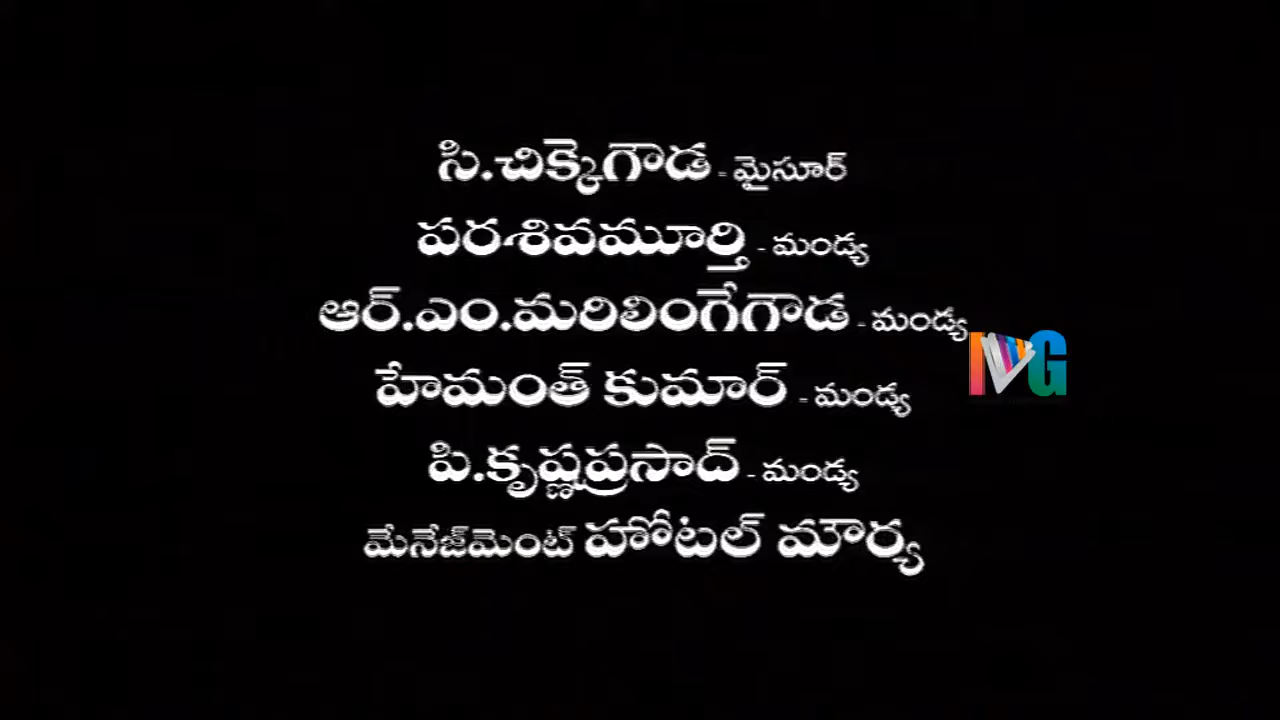 సి.చిక్కెగౌడ - మైసూర్
పరశివమూర్తి - మండ్య
ఆర్.ఎం.మరిలింగేగౌడ - మండ్య
హేమంత్ కుమార్ - మండ్య
పి.కృష్ణప్రసాద్ - మండ్య
మేనేజ్‌మెంట్ హోటల్ మౌర్య